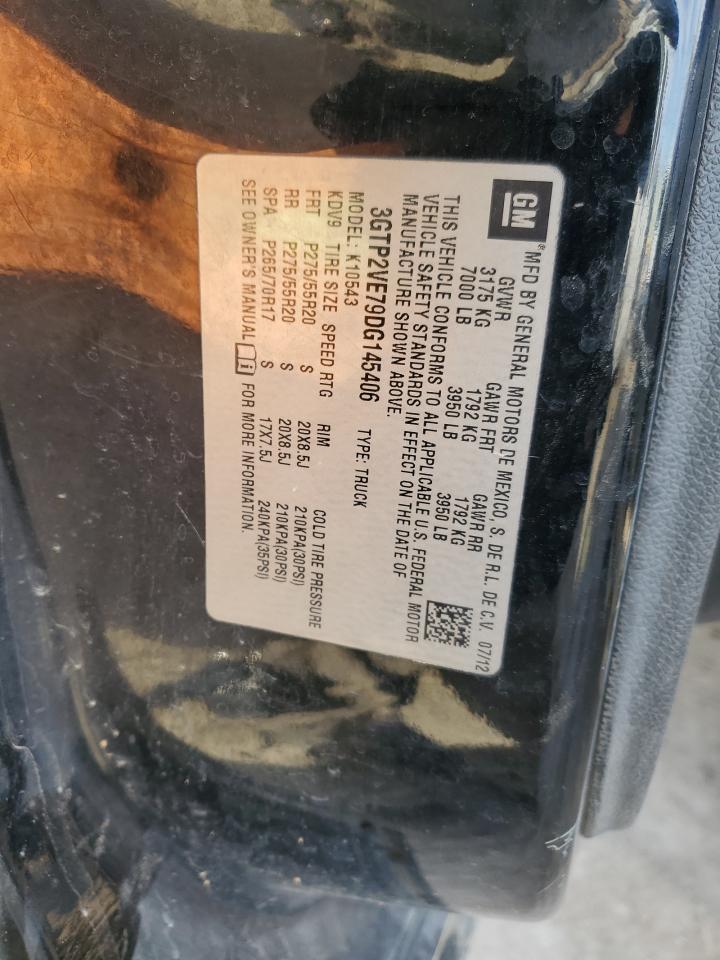 GM® MFD BY GENERAL MOTORS DE MEXICO, S. DE R.L. DE C.V. 07/12
GVWR GAWR FRT GAWR RR
3175 KG 1792 KG 1792 KG
7000 LB 3950 LB 3950 LB
THIS VEHICLE CONFORMS TO ALL APPLICABLE U.S. FEDERAL MOTOR
VEHICLE SAFETY STANDARDS IN EFFECT ON THE DATE OF
MANUFACTURE SHOWN ABOVE.
3GTP2VE79DG145406 TYPE: TRUCK
MODEL: K10543
KDV9 TIRE SIZE SPEED RTG RIM COLD TIRE PRESSURE
FRT P275/55R20 S 20X8.5J 210KPA(30PSI)
RR P275/55R20 S 20X8.5J 210KPA(30PSI)
SPA P265/70R17 S 17X7.5J 240KPA(35PSI)
SEE OWNER'S MANUAL FOR MORE INFORMATION.